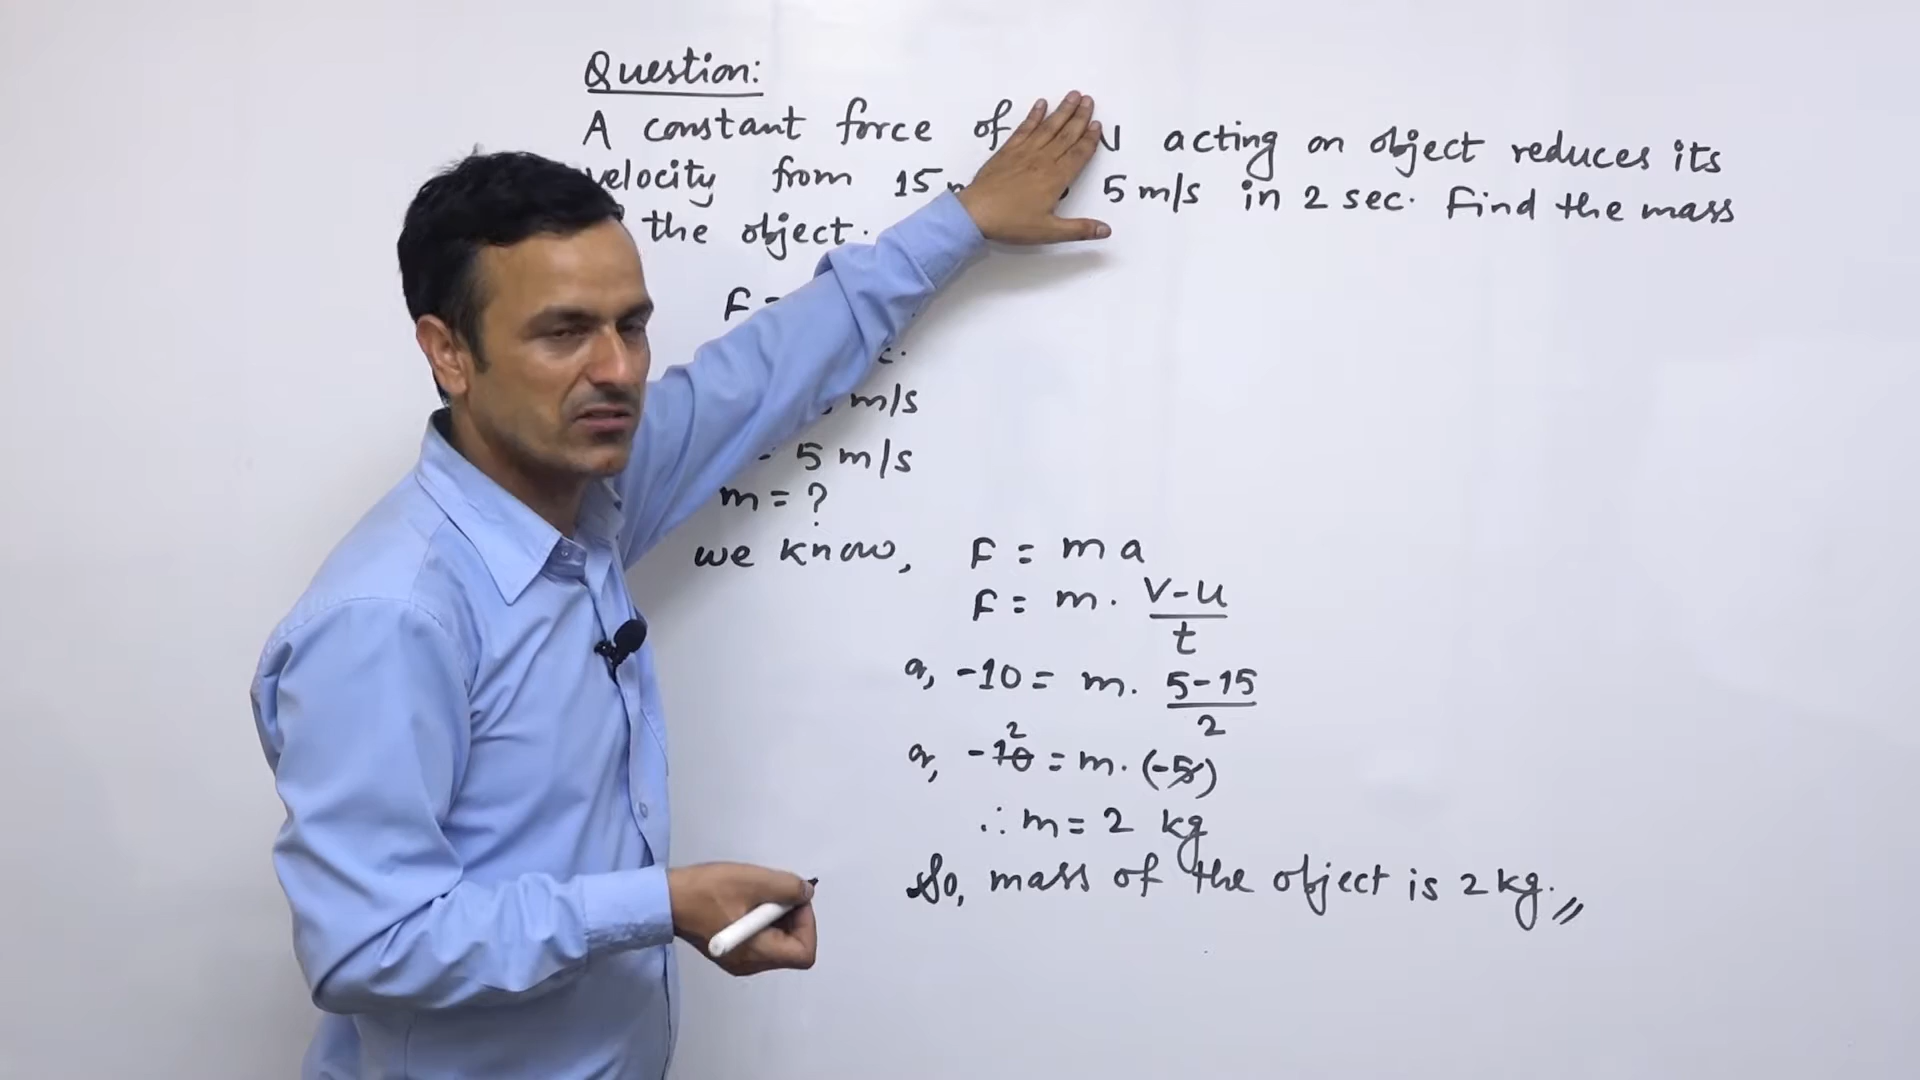 Question:
A constant force of N acting on object reduces its
velocity from 15 m 5 m/s in 2 sec. Find the mass
the object.
F =
c.
m/s
5 m/s
m = ?
we know, F = ma
F = m. V-u/t
or, -10 = m. 5-15/2
or, -10 2 = m. (-5)
∴ m = 2 kg
So, mass of the object is 2 kg.